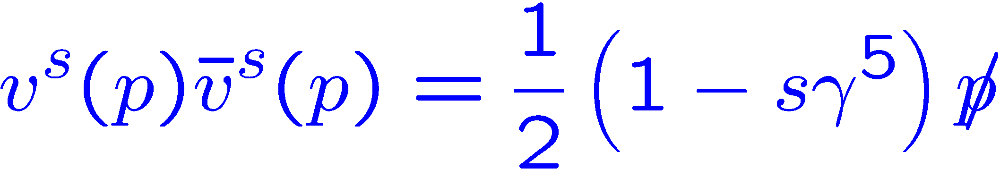 $v^s(p)\bar{v}^s(p) = \frac{1}{2}\left(1 - s\gamma^5\right)\not{p}$